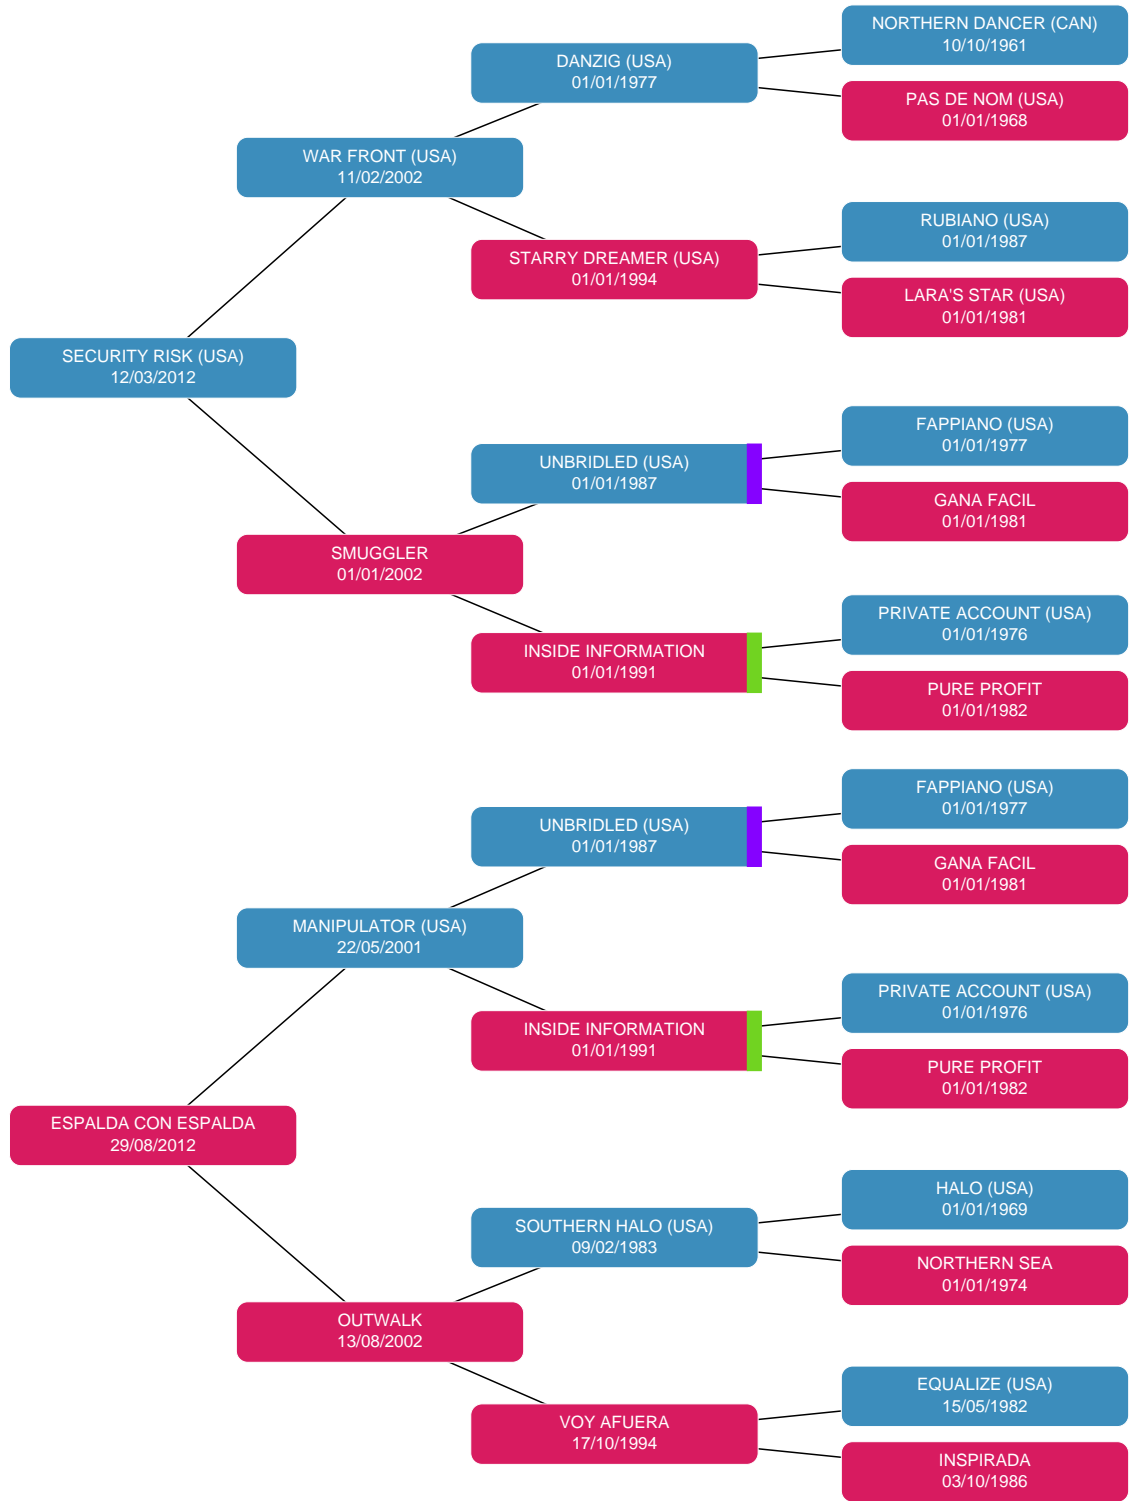 NORTHERN DANCER (CAN)
10/10/1961
DANZIG (USA)
01/01/1977
PAS DE NOM (USA)
01/01/1968
WAR FRONT (USA)
11/02/2002
RUBIANO (USA)
01/01/1987
STARRY DREAMER (USA)
01/01/1994
LARA'S STAR (USA)
01/01/1981
SECURITY RISK (USA)
12/03/2012
FAPPIANO (USA)
01/01/1977
UNBRIDLED (USA)
01/01/1987
GANA FACIL
01/01/1981
SMUGGLER
01/01/2002
PRIVATE ACCOUNT (USA)
01/01/1976
INSIDE INFORMATION
01/01/1991
PURE PROFIT
01/01/1982
FAPPIANO (USA)
01/01/1977
UNBRIDLED (USA)
01/01/1987
GANA FACIL
01/01/1981
MANIPULATOR (USA)
22/05/2001
PRIVATE ACCOUNT (USA)
01/01/1976
INSIDE INFORMATION
01/01/1991
PURE PROFIT
01/01/1982
ESPALDA CON ESPALDA
29/08/2012
HALO (USA)
01/01/1969
SOUTHERN HALO (USA)
09/02/1983
NORTHERN SEA
01/01/1974
OUTWALK
13/08/2002
EQUALIZE (USA)
15/05/1982
VOY AFUERA
17/10/1994
INSPIRADA
03/10/1986